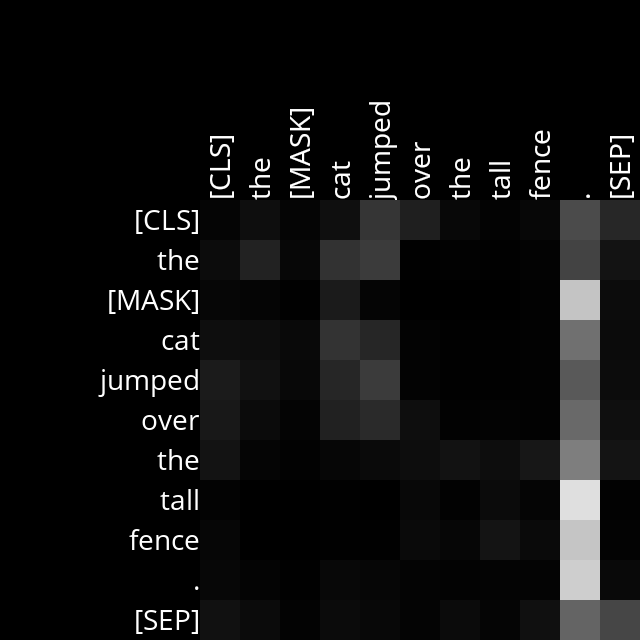 [CLS] the [MASK] cat jumped over the tall fence . [SEP]
[CLS]
the
[MASK]
cat
jumped
over
the
tall
fence
.
[SEP]